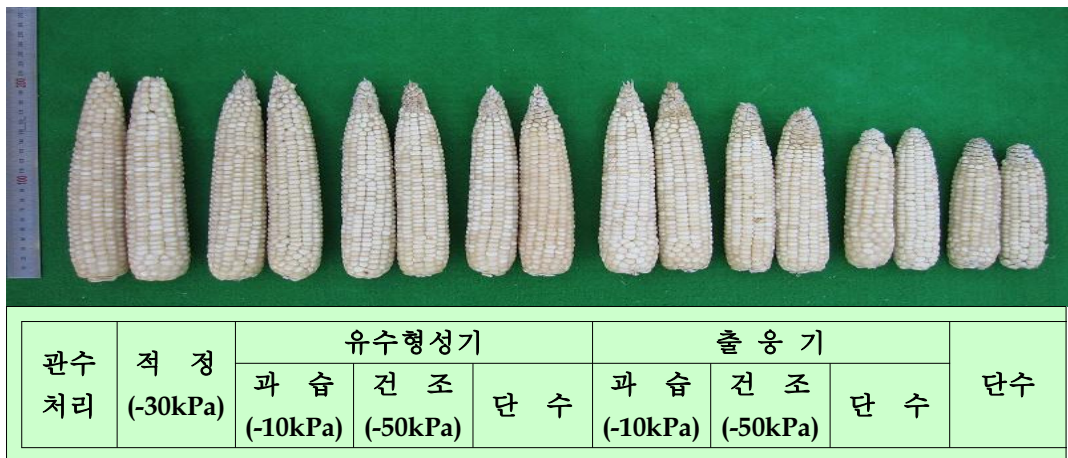 관수 처리
적 정 (-30kPa)
유수형성기
과 습 (-10kPa)
건 조 (-50kPa)
단 수
출 웅 기
과 습 (-10kPa)
건 조 (-50kPa)
단 수
단수